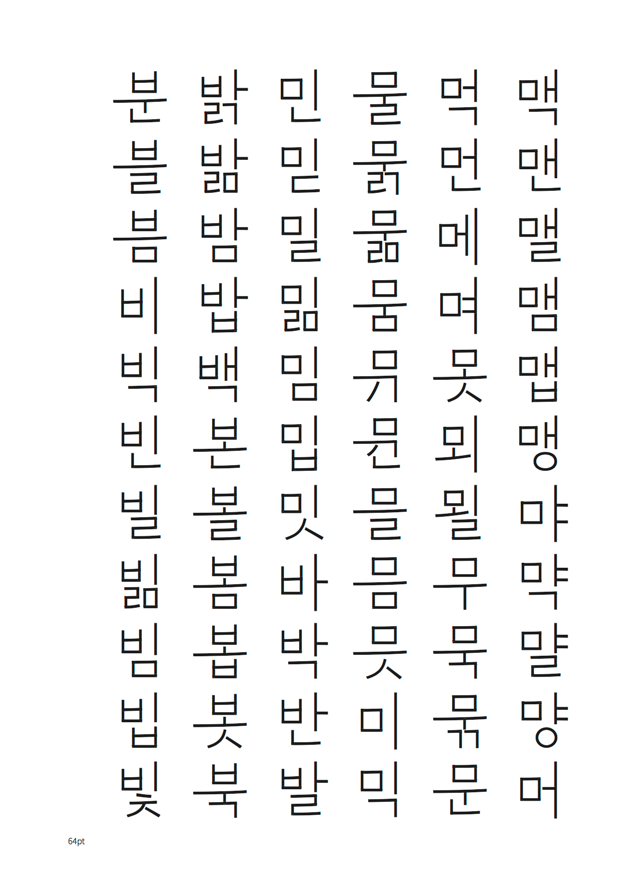 맥맨맬맴맵맹먀먁먈먕머
먹먼메며못뫼묄무묵묶문
물묽묾뭄뮤뮨믈믐믓미믹
민믿밀밂밈밉밋바박반발
밝밞밤밥백본볼봄봅봇북
분블븜비빅빈빌빎빔빕빛
64pt